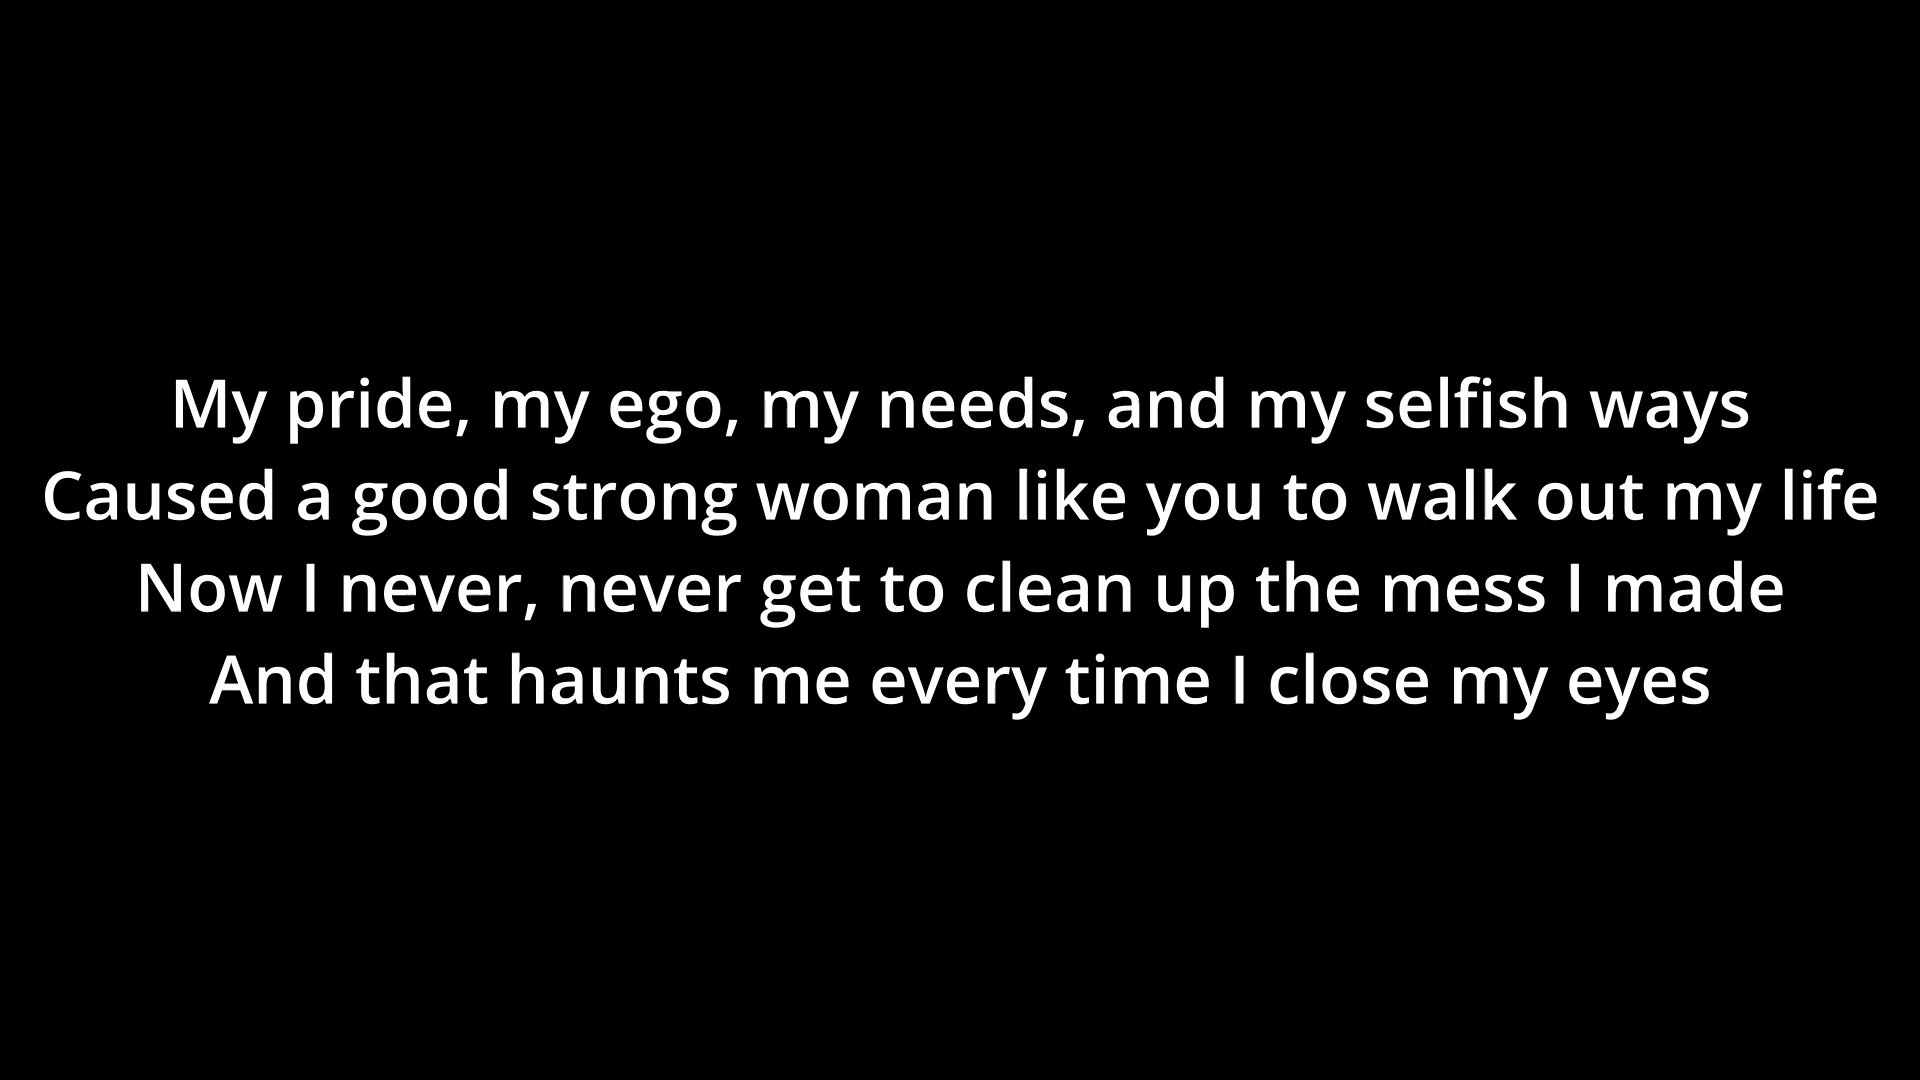 My pride, my ego, my needs, and my selfish ways
Caused a good strong woman like you to walk out my life
Now I never, never get to clean up the mess I made
And that haunts me every time I close my eyes